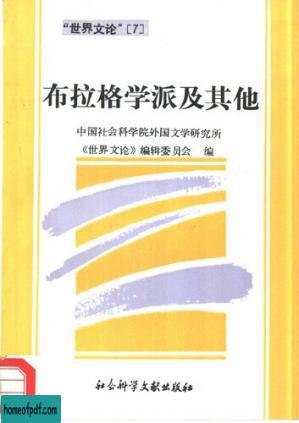 “世界文论”[7]
布拉格学派及其他
中国社会科学院外国文学研究所
《世界文论》编辑委员会 编
社会科学文献出版社
homeofpdf.com